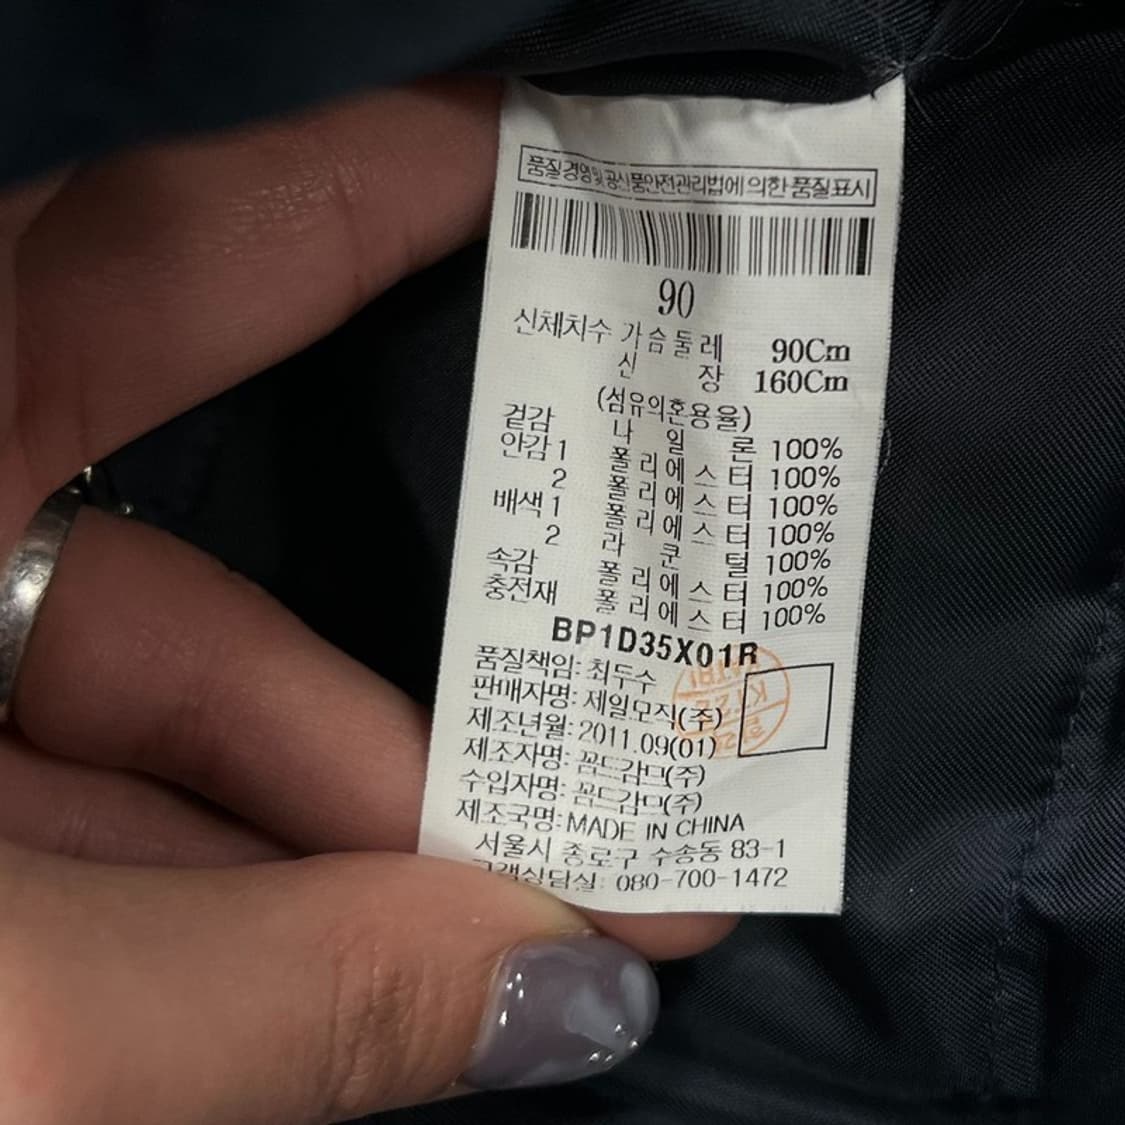 품질경영및공산품안전관리법에 의한 품질표시
90
신체치수 가슴둘레 90Cm
신 장 160Cm
(섬유의혼용율)
겉감 나 일 론 100%
안감1 폴리에스터 100%
2 폴리에스터 100%
배색1 폴리에스터 100%
2 라 쿤 털 100%
속감 폴리에스터 100%
충전재 폴리에스터 100%
BP1D35X01R
품질책임: 최두수
판매자명: 제일모직(주)
제조년월: 2011.09(01)
제조자명: (주)
수입자명: (주)
제조국명: MADE IN CHINA
서울시 종로구 수송동 83-1
고객상담실: 080-700-1472